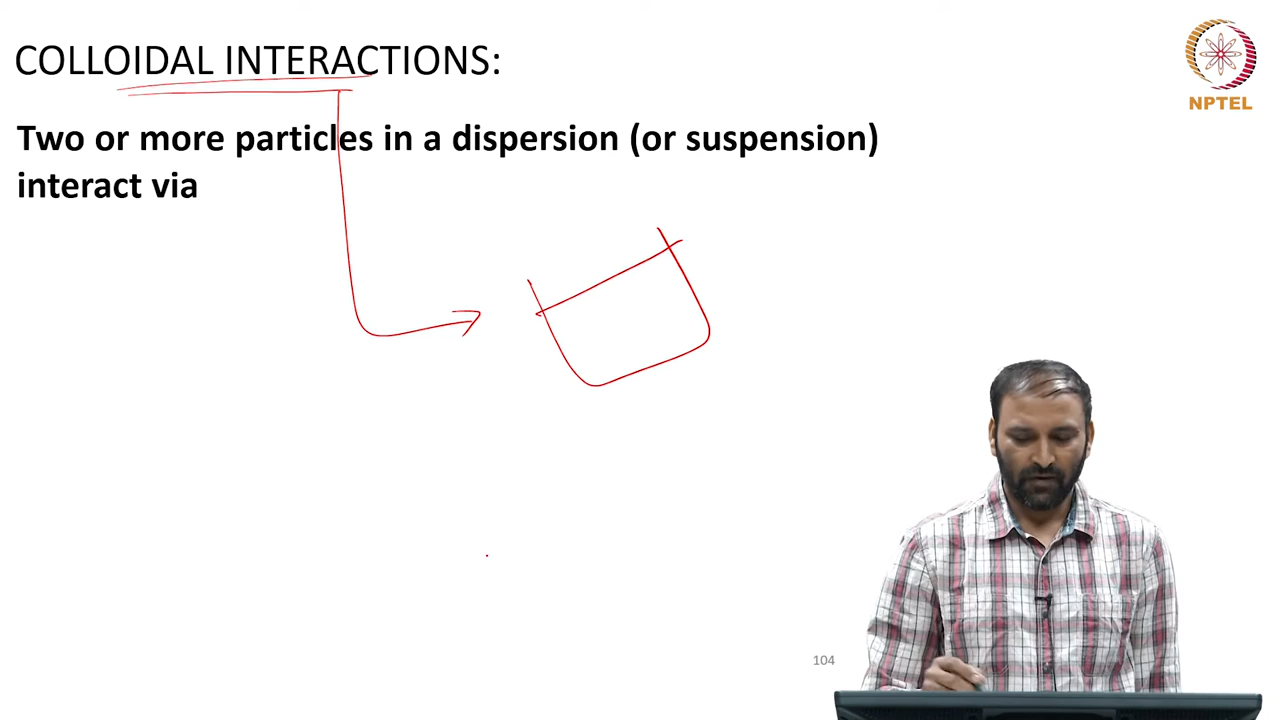 COLLOIDAL INTERACTIONS:
NPTEL
Two or more particles in a dispersion (or suspension)
interact via
104